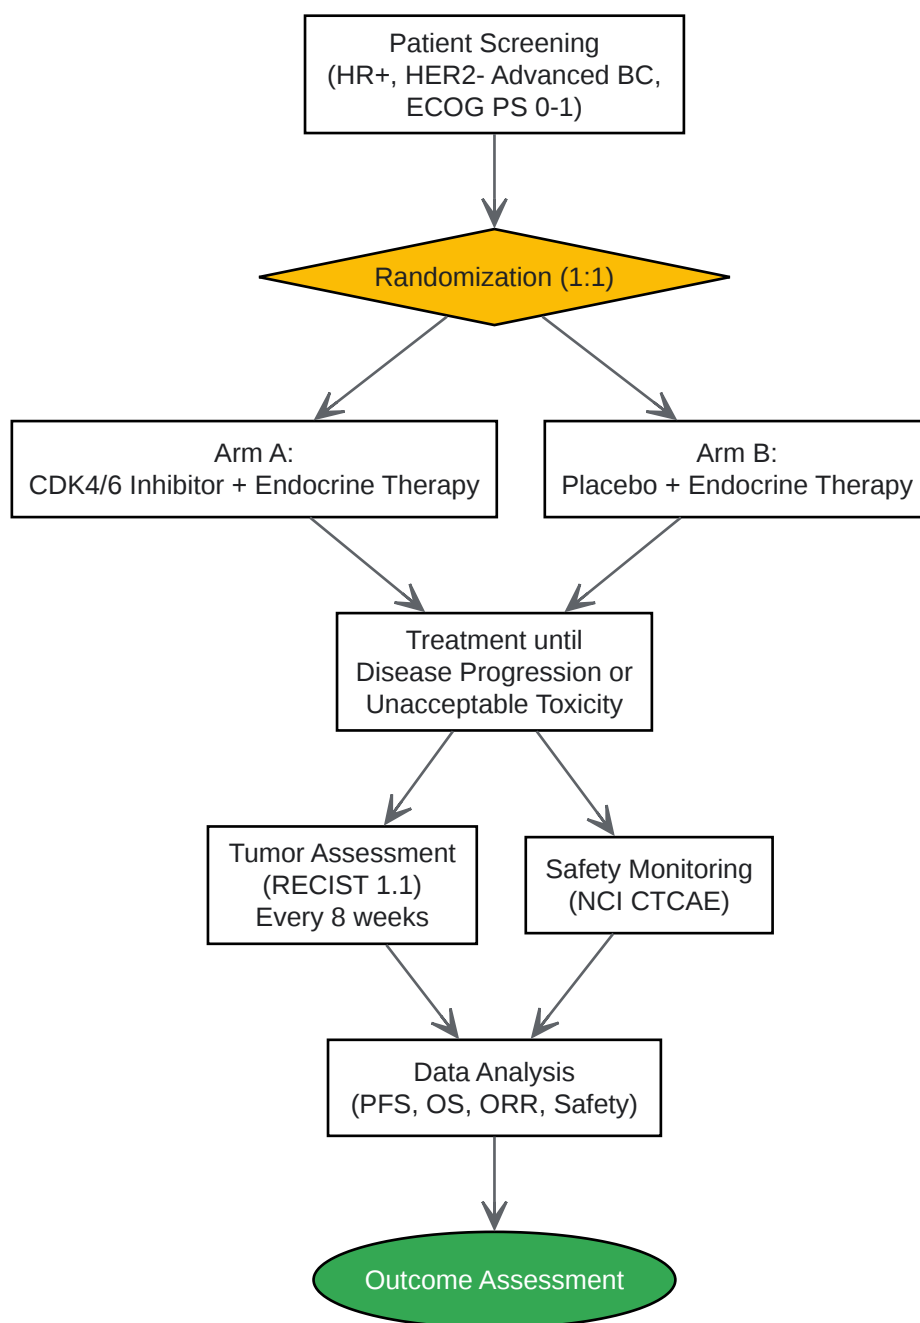 Patient Screening
(HR+, HER2- Advanced BC,
ECOG PS 0-1)
Randomization (1:1)
Arm A:
CDK4/6 Inhibitor + Endocrine Therapy
Arm B:
Placebo + Endocrine Therapy
Treatment until
Disease Progression or
Unacceptable Toxicity
Tumor Assessment
(RECIST 1.1)
Every 8 weeks
Safety Monitoring
(NCI CTCAE)
Data Analysis
(PFS, OS, ORR, Safety)
Outcome Assessment